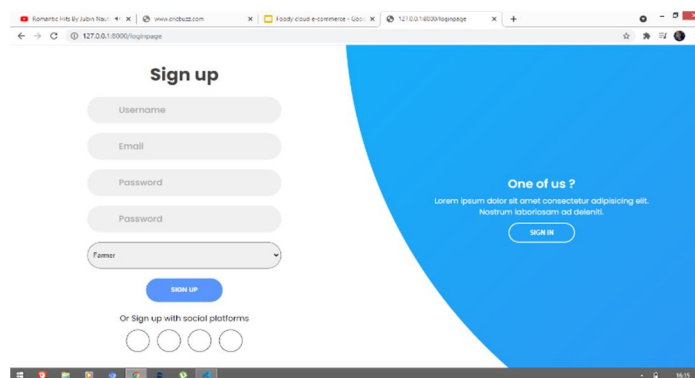 Romantic Hits By Jubin Naut
www.cricbuzz.com
Foody cloud e-commerce - Goog
127.0.0.1:8000/loginpage
127.0.0.1:8000/loginpage
Sign up
Username
Email
Password
Password
Farmer
SIGN UP
Or Sign up with social platforms
One of us ?
Lorem ipsum dolor sit amet consectetur adipisicing elit.
Nostrum laboriosam ad deleniti.
SIGN IN
16:15